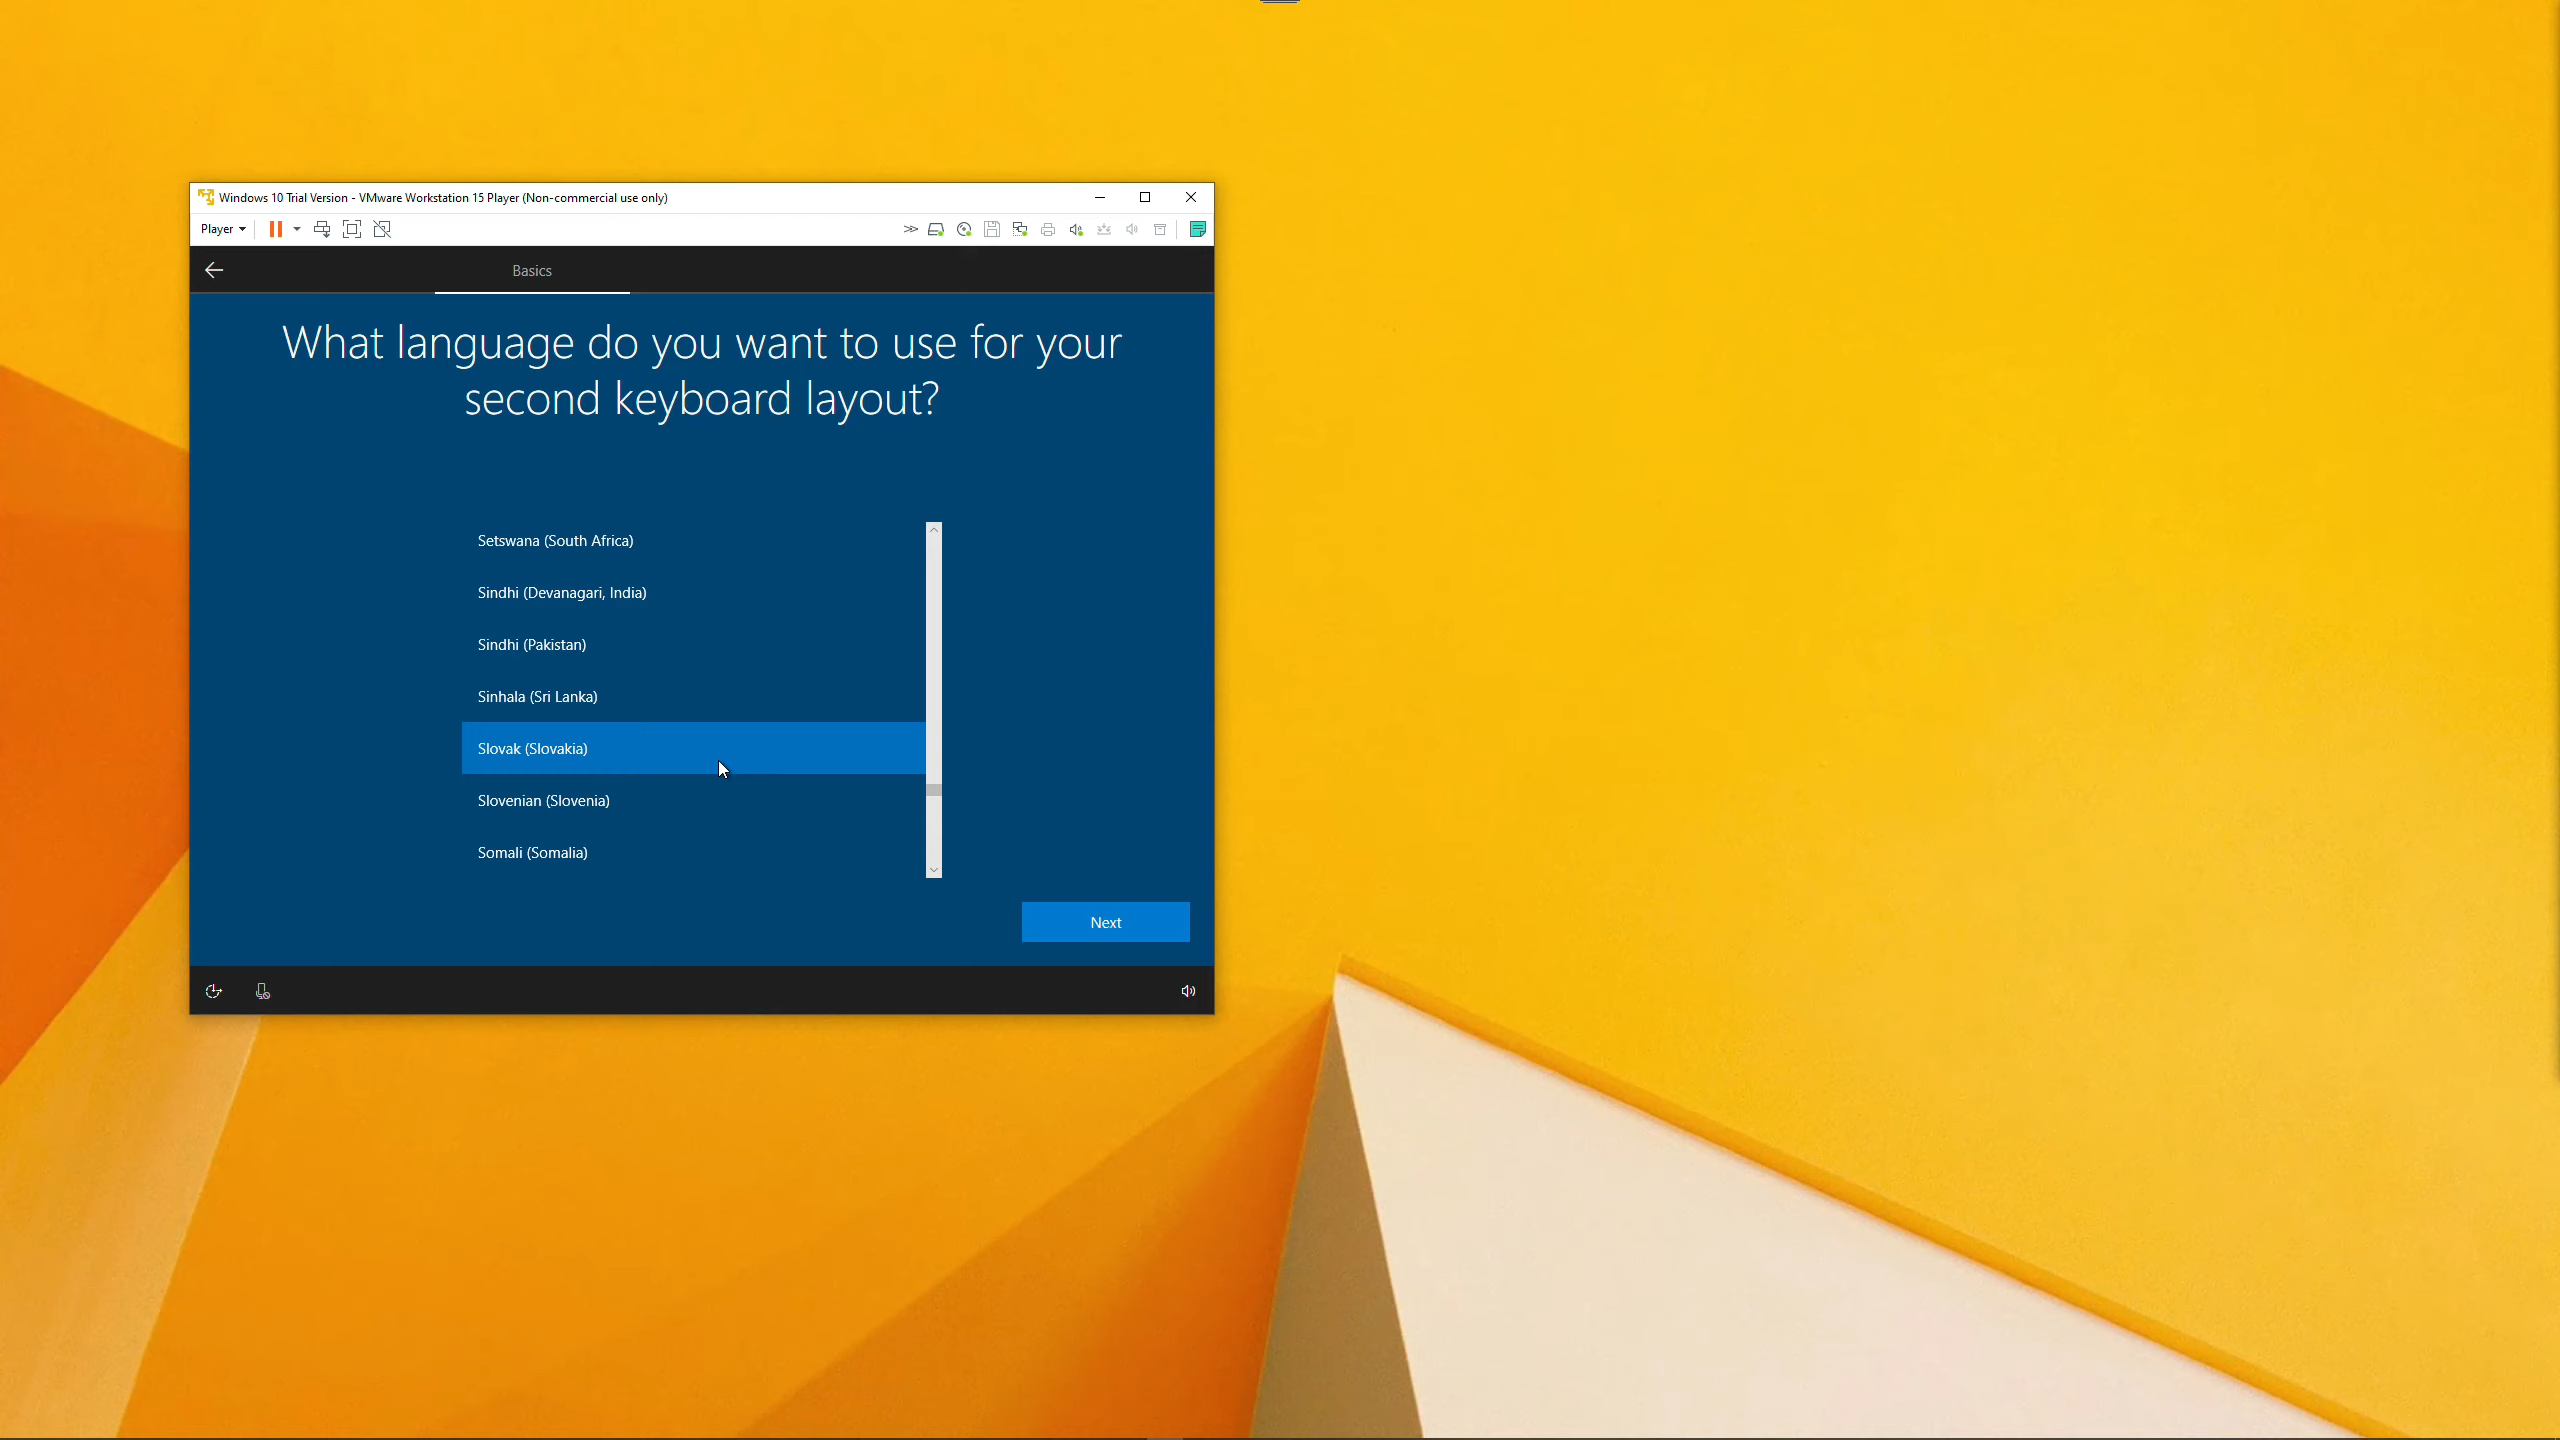 Windows 10 Trial Version - VMware Workstation 15 Player (Non-commercial use only)
Player
Basics
What language do you want to use for your
second keyboard layout?
Setswana (South Africa)
Sindhi (Devanagari, India)
Sindhi (Pakistan)
Sinhala (Sri Lanka)
Slovak (Slovakia)
Slovenian (Slovenia)
Somali (Somalia)
Next